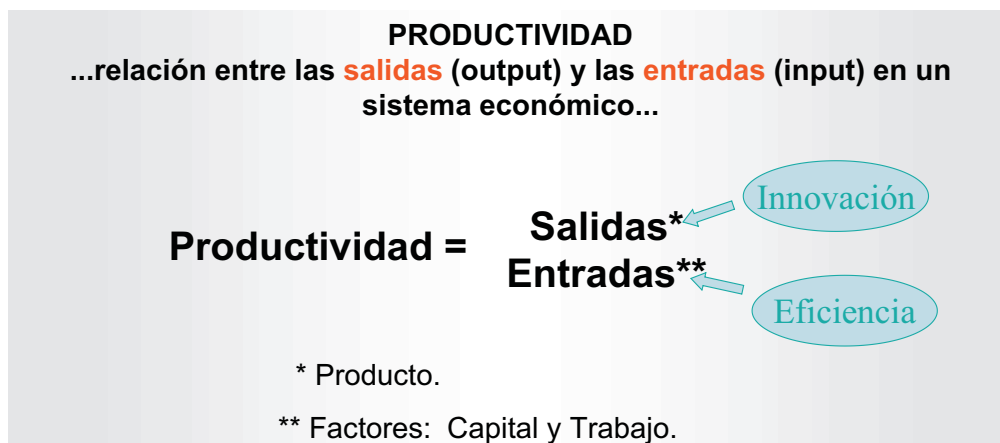 PRODUCTIVIDAD
...relación entre las salidas (output) y las entradas (input) en un
sistema económico...
Innovación
Salidas*
Productividad =
Entradas**
Eficiencia
* Producto.
** Factores: Capital y Trabajo.